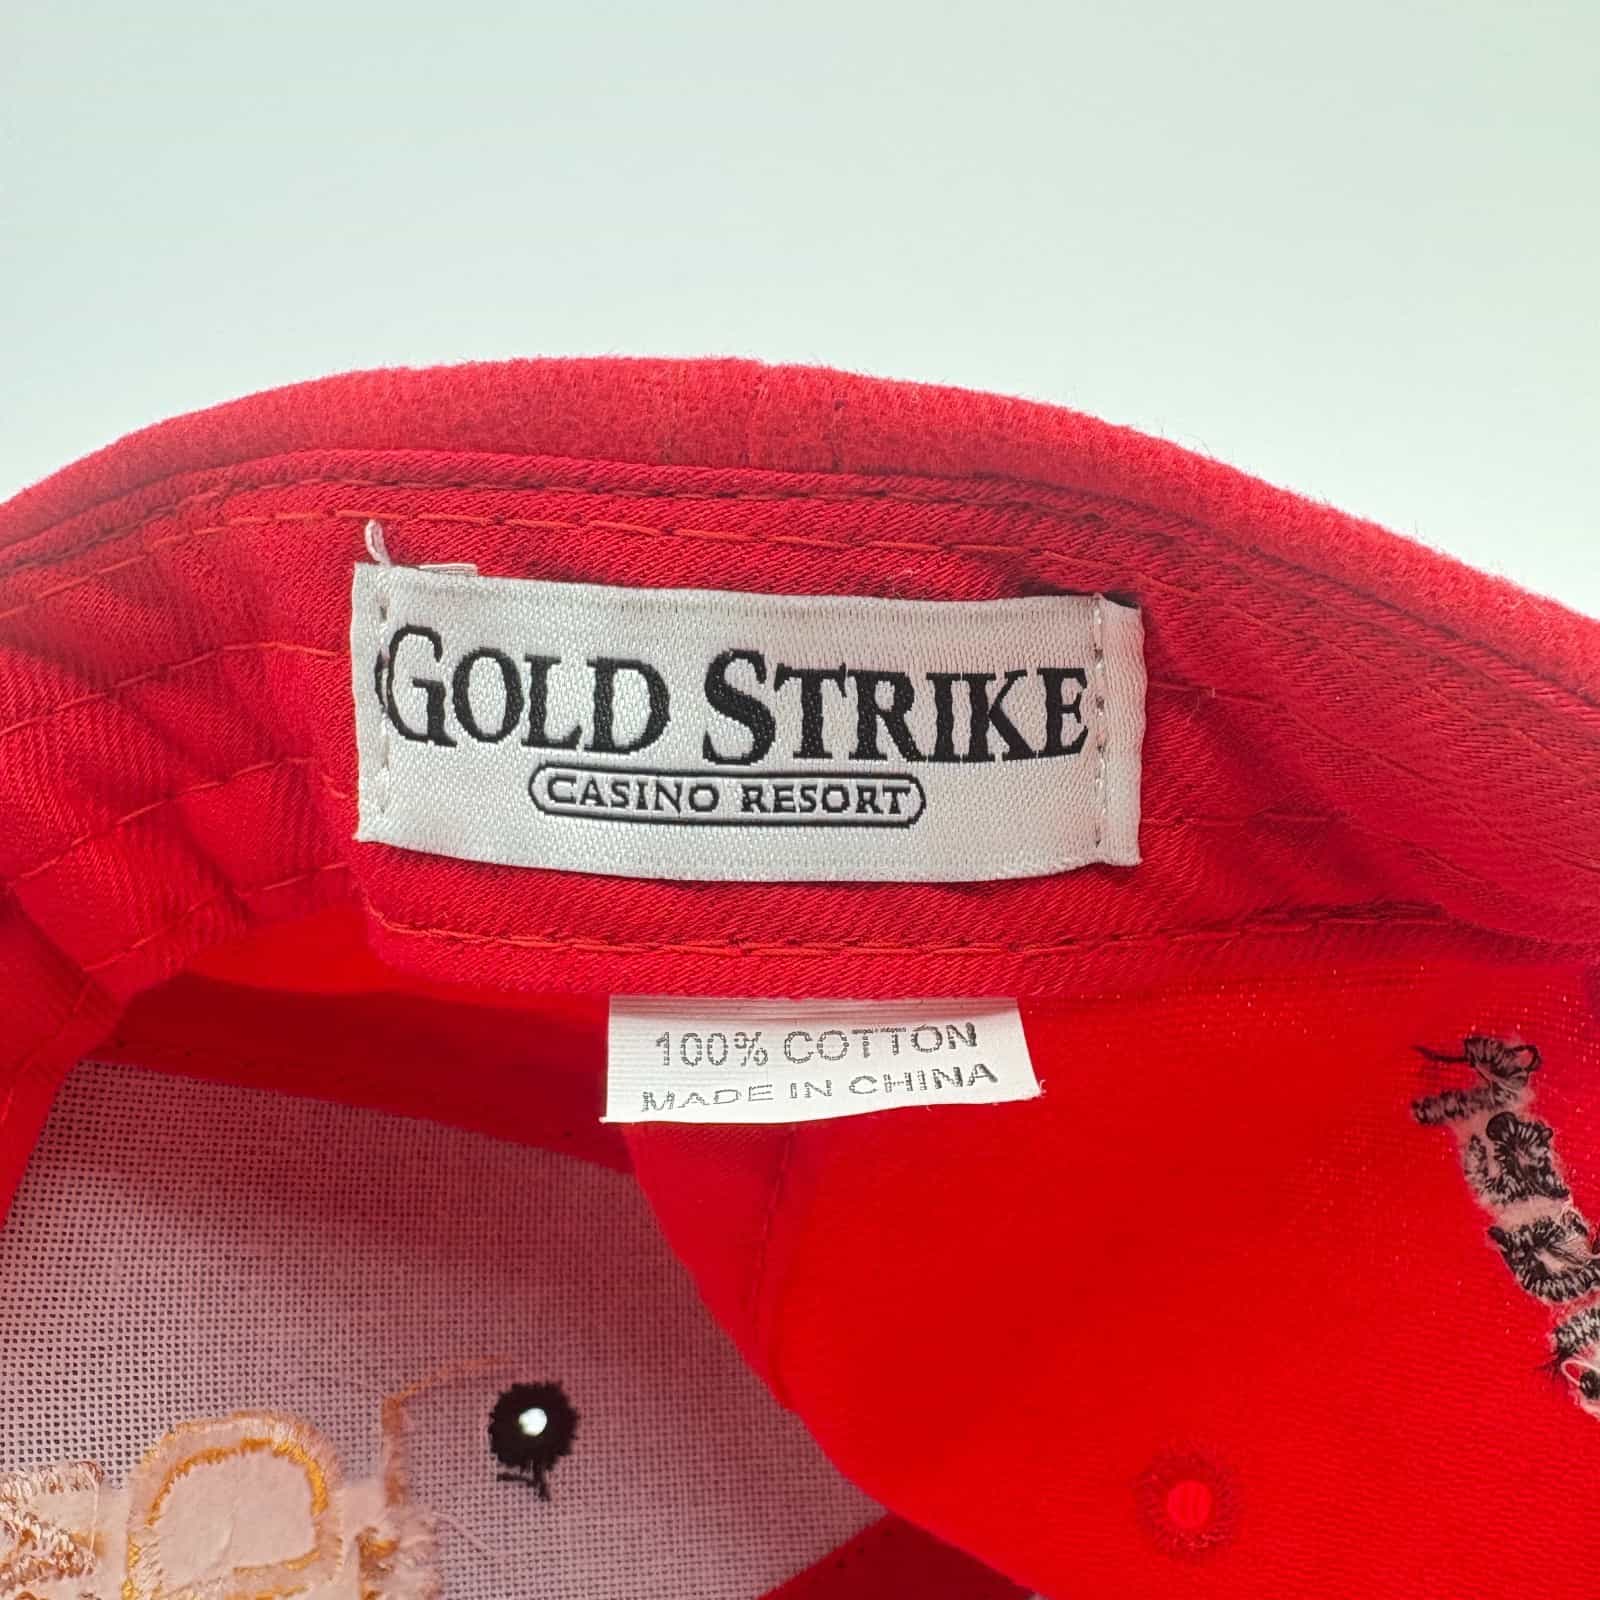 GOLD STRIKE
CASINO RESORT
100% COTTON
MADE IN CHINA